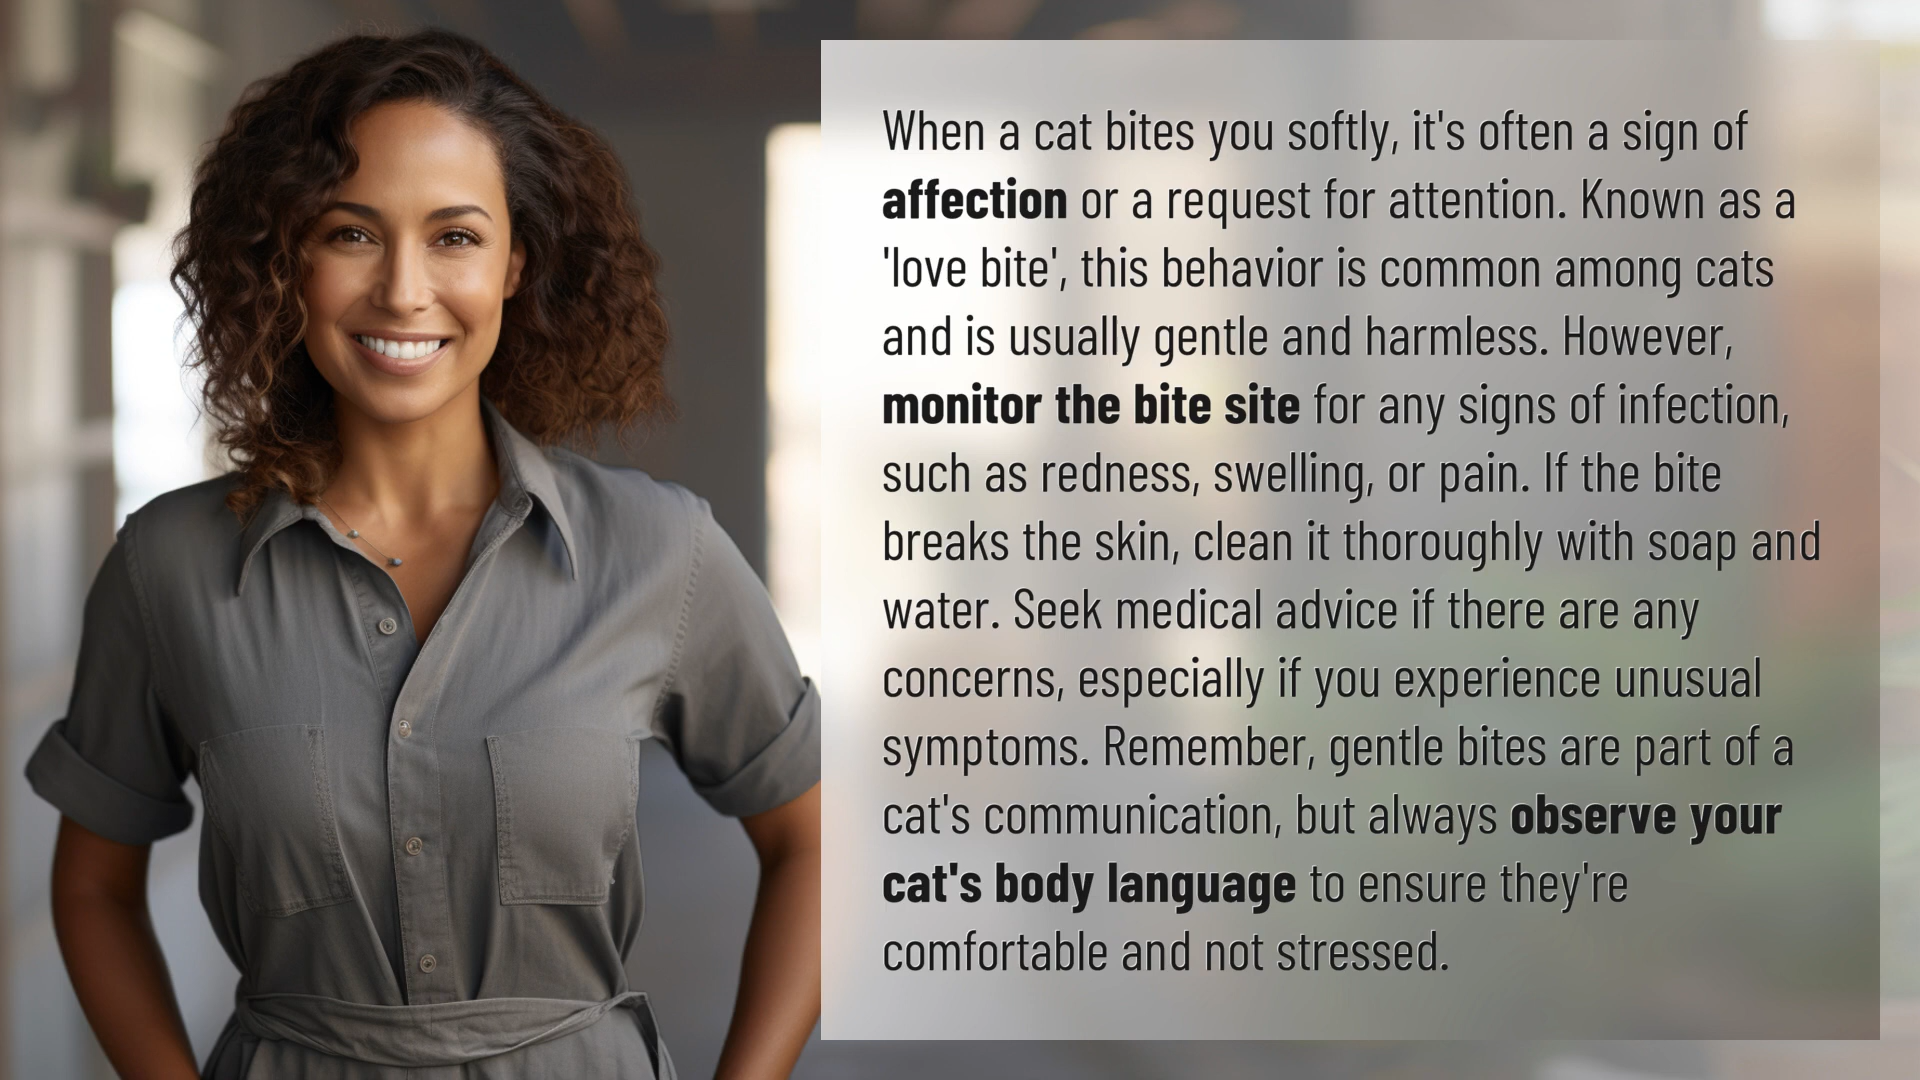 When a cat bites you softly, it's often a sign of
affection or a request for attention. Known as a
'love bite', this behavior is common among cats
and is usually gentle and harmless. However,
monitor the bite site for any signs of infection,
such as redness, swelling, or pain. If the bite
breaks the skin, clean it thoroughly with soap and
water. Seek medical advice if there are any
concerns, especially if you experience unusual
symptoms. Remember, gentle bites are part of a
cat's communication, but always observe your
cat's body language to ensure they're
comfortable and not stressed.